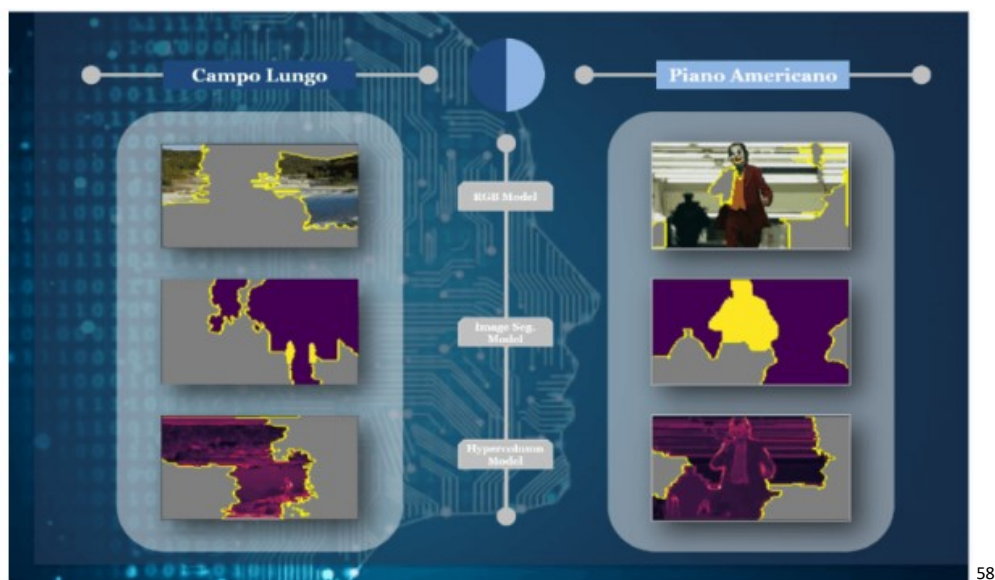 Campo Lungo
Piano Americano
RGB Model
Image Seg.
Model
Hypercolumn
Model
58